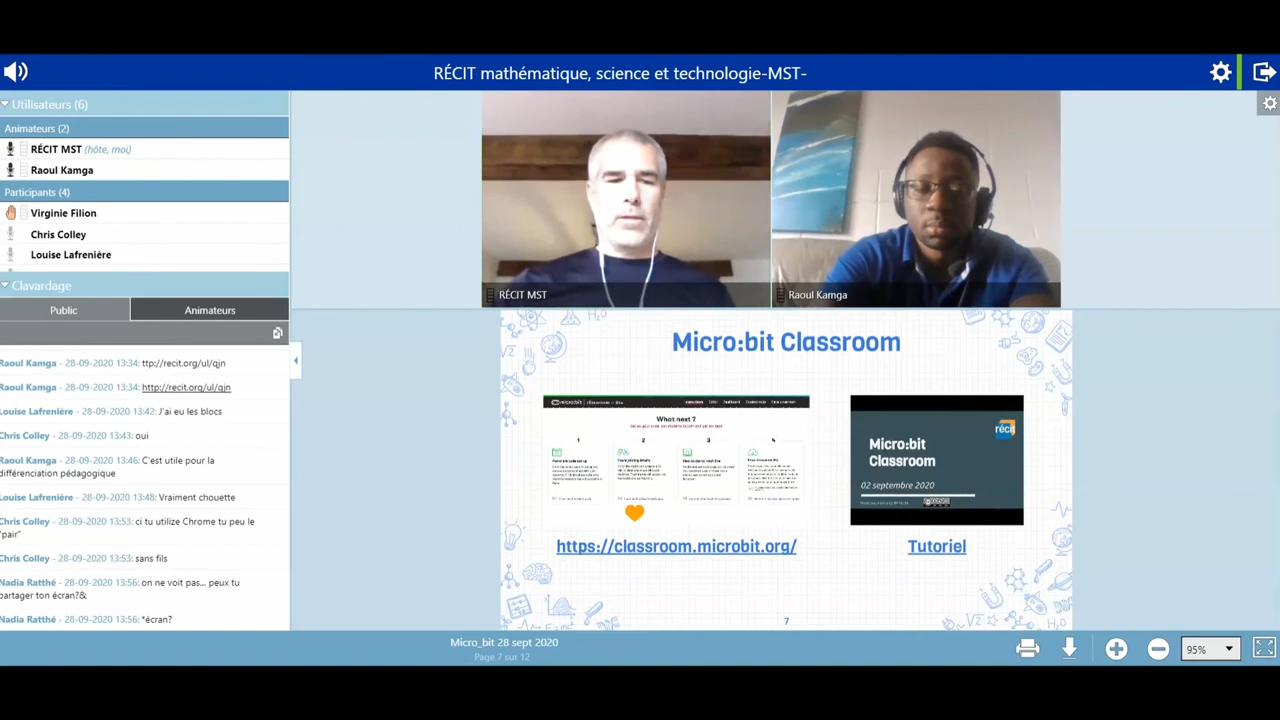 RÉCIT mathématique, science et technologie-MST-
Utilisateurs (6)
Animateurs (2)
RÉCIT MST (hôte, moi)
Raoul Kamga
Participants (4)
Virginie Filion
Chris Colley
Louise Lafrenière
Clavardage
Public
Animateurs
Raoul Kamga - 28-09-2020 13:34: ttp://recit.org/ul/qjn
Raoul Kamga - 28-09-2020 13:34: http://recit.org/ul/qjn
Louise Lafrenière - 28-09-2020 13:42: J'ai eu les blocs
Chris Colley - 28-09-2020 13:43: oui
Raoul Kamga - 28-09-2020 13:46: C'est utile pour la
différenciation pédagogique
Louise Lafrenière - 28-09-2020 13:48: Vraiment chouette
Chris Colley - 28-09-2020 13:53: ci tu utilize Chrome tu peu le
"pair"
Chris Colley - 28-09-2020 13:53: sans fils
Nadia Ratthé - 28-09-2020 13:56: on ne voit pas... peux tu
partager ton écran?&
Nadia Ratthé - 28-09-2020 13:56: *écran?
RÉCIT MST
Raoul Kamga
Micro:bit Classroom
micro:bit
What next ?
1
2
3
4
https://classroom.microbit.org/
récit
Micro:bit
Classroom
02 septembre 2020
Tutoriel
7
Micro_bit 28 sept 2020
Page 7 sur 12
95%